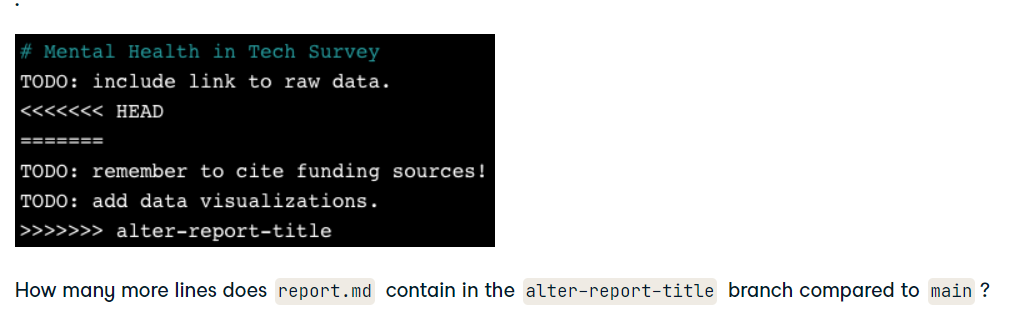 .
# Mental Health in Tech Survey
TODO: include link to raw data.
<<<<<<< HEAD
=======
TODO: remember to cite funding sources!
TODO: add data visualizations.
>>>>>>> alter-report-title
How many more lines does report.md contain in the alter-report-title branch compared to main ?